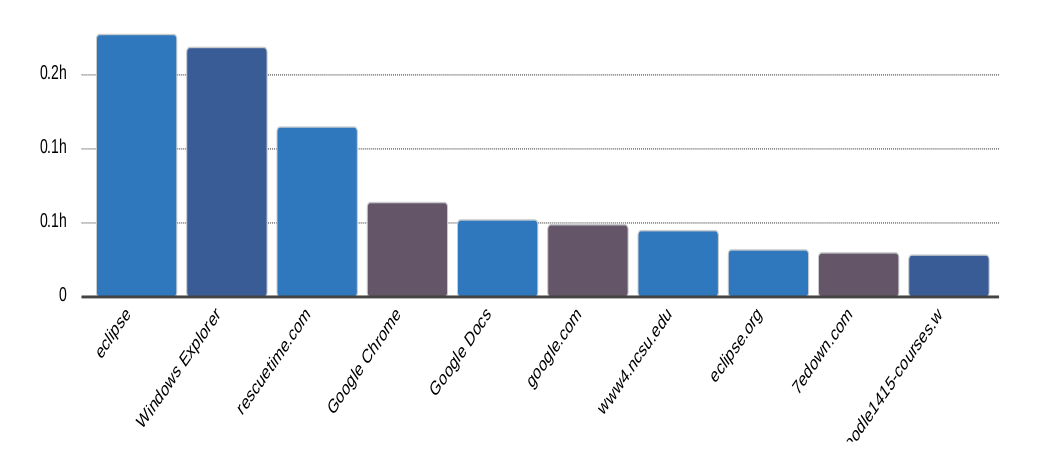 0.2h
0.1h
0.1h
0
eclipse
Windows Explorer
rescuetime.com
Google Chrome
Google Docs
google.com
www4.ncsu.edu
eclipse.org
7edown.com
oodle1415-courses.w